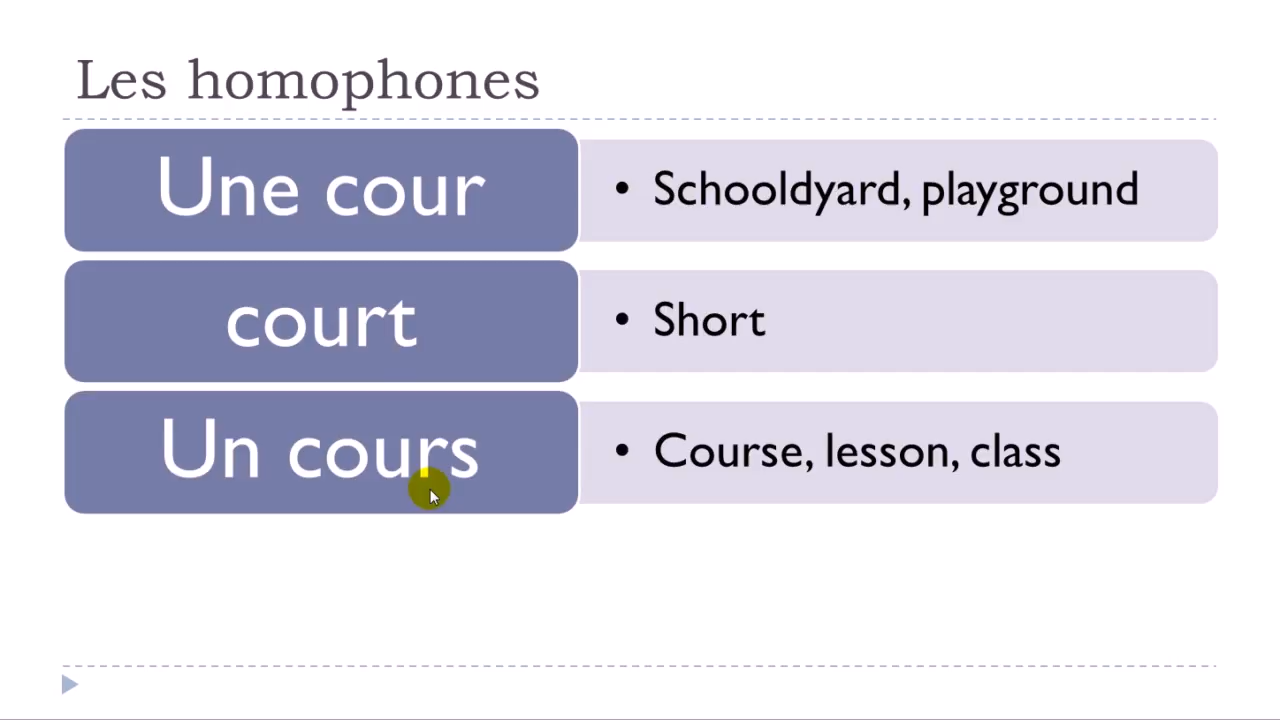 Les homophones
Une cour
• Schooldyard, playground
court
• Short
Un cours
• Course, lesson, class